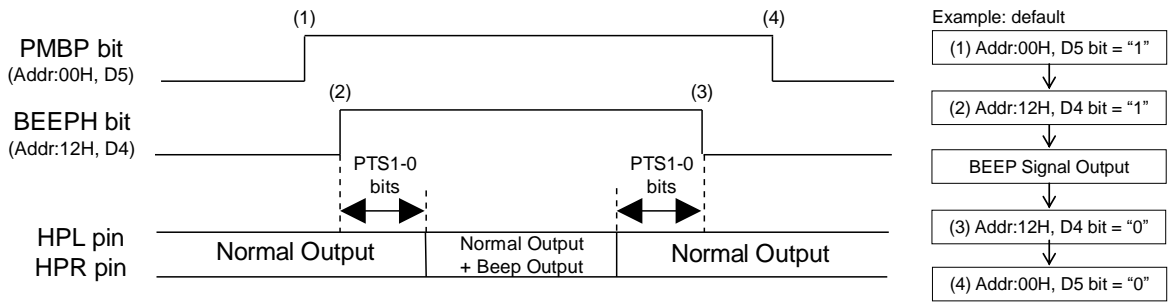 (1)
(4)
PMBP bit
(Addr:00H, D5)
(2)
(3)
BEEPH bit
(Addr:12H, D4)
PTS1-0
bits
PTS1-0
bits
HPL pin
HPR pin
Normal Output
Normal Output
+ Beep Output
Normal Output
Example: default
(1) Addr:00H, D5 bit = “1”
(2) Addr:12H, D4 bit = “1”
BEEP Signal Output
(3) Addr:12H, D4 bit = “0”
(4) Addr:00H, D5 bit = “0”